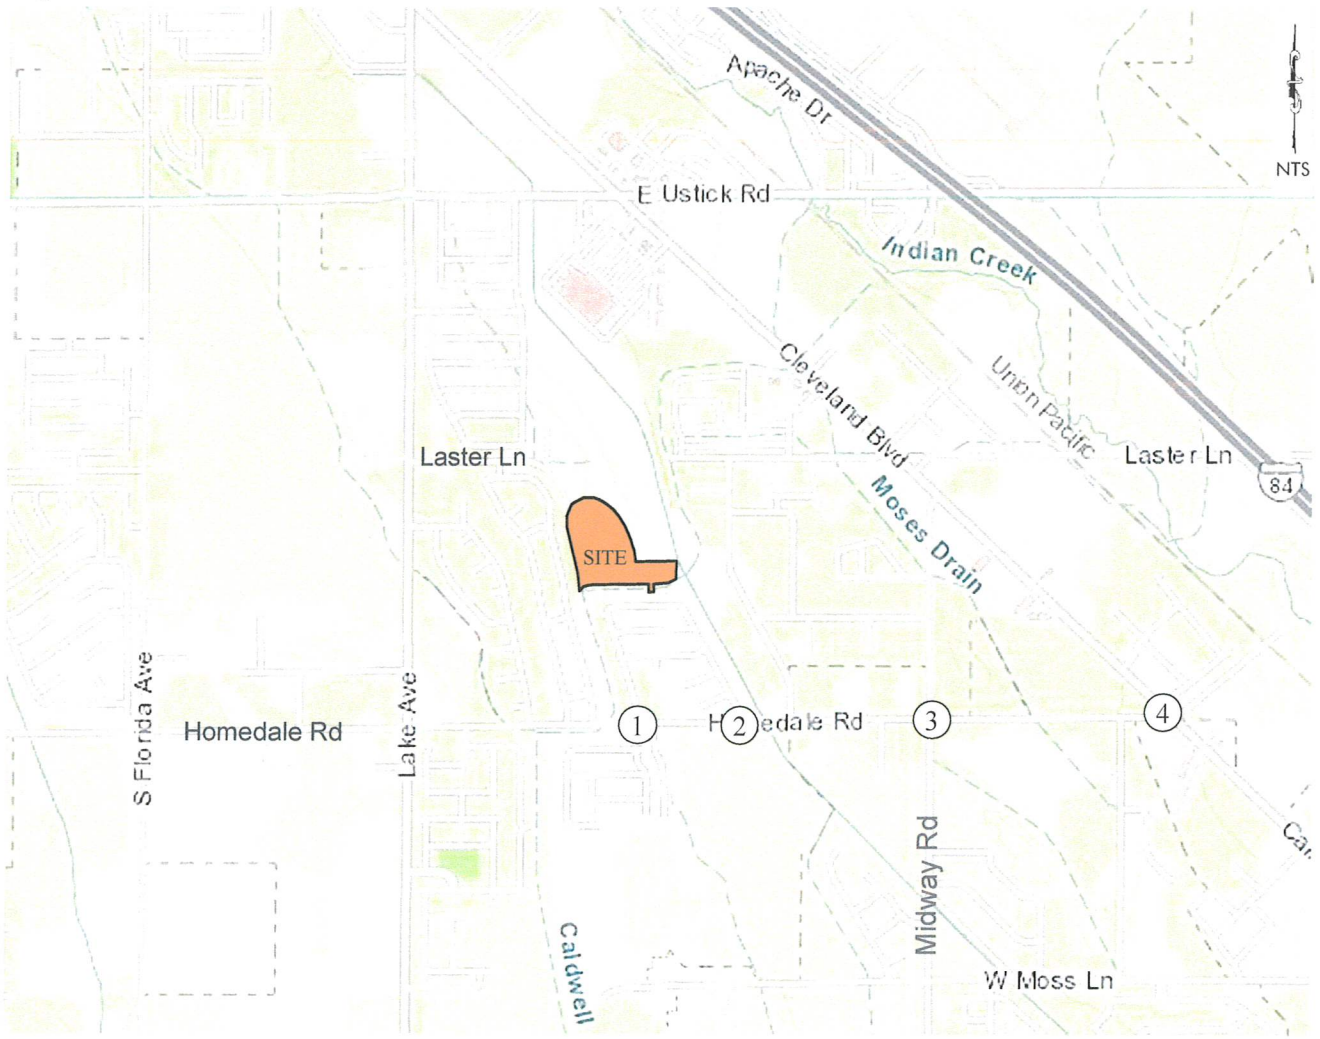 Apache Dr
NTS
E Ustick Rd
Indian Creek
Cleveland Blvd
Union Pacific
Laster Ln
Laster Ln
84
Moses Drain
SITE
S Florida Ave
Lake Ave
Homedale Rd
1
2
H edale Rd
3
4
Midway Rd
Caldwell
W Moss Ln